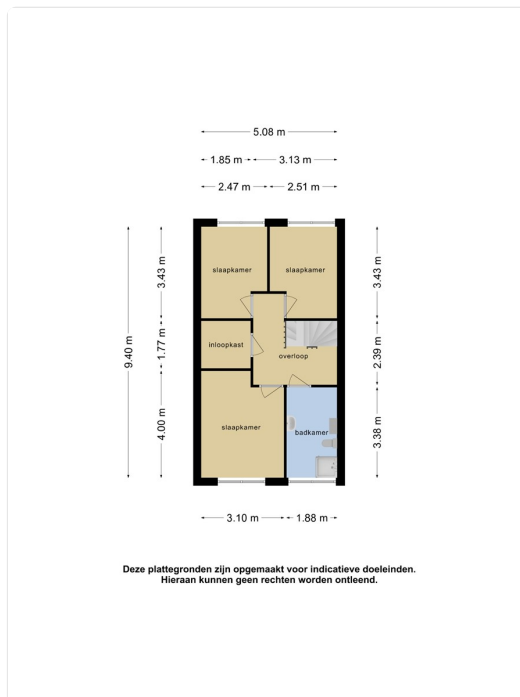 5.08 m
1.85 m 3.13 m
2.47 m 2.51 m
3.43 m
1.77 m
4.00 m
9.40 m
3.43 m
2.39 m
3.38 m
slaapkamer slaapkamer
inloopkast
overloop
slaapkamer
badkamer
3.10 m 1.88 m
Deze plattegronden zijn opgemaakt voor indicatieve doeleinden.
Hieraan kunnen geen rechten worden ontleend.